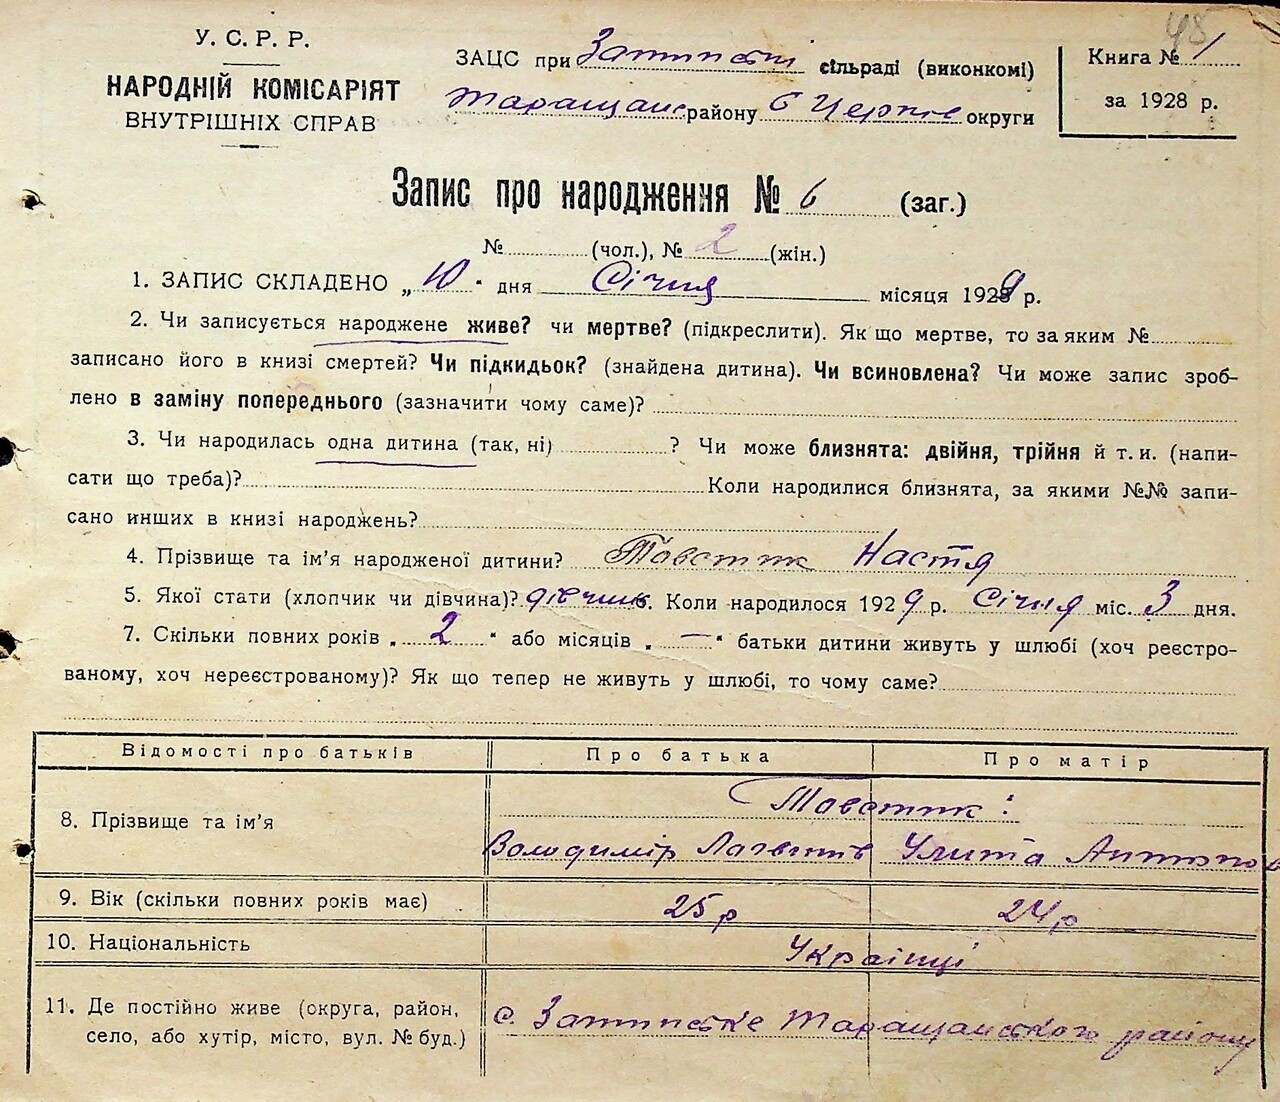 48
У. С. Р. Р.
НАРОДНІЙ КОМІСАРІЯТ
ВНУТРІШНІХ СПРАВ
ЗАЦС при сільраді (виконкомі)
Таращанс району Б Церків округи
Книга № 1
за 1928 р.
Запис про народження № 6 (заг.)
№ (чол.), № 2 (жін.)
1. ЗАПИС СКЛАДЕНО „10" дня Січня місяця 1929 р.
2. Чи записується народжене живе? чи мертве? (підкреслити). Як що мертве, то за яким №
записано його в книзі смертей? Чи підкидьок? (знайдена дитина). Чи всиновлена? Чи може запис зроб-
лено в заміну попереднього (зазначити чому саме)?
3. Чи народилась одна дитина (так, ні) ? Чи може близнята: двійня, трійня й т. и. (напи-
сати що треба)? Коли народилися близнята, за якими №№ запи-
сано инших в книзі народжень?
4. Прізвище та ім'я народженої дитини? Товстик Настя
5. Якої стати (хлопчик чи дівчина)? дівчина. Коли народилося 1929 р. Січня міс. 3 дня.
7. Скільки повних років „2" або місяців „—" батьки дитини живуть у шлюбі (хоч реєстро-
ваному, хоч нереєстрованому)? Як що тепер не живуть у шлюбі, то чому саме?
Відомості про батьків Про батька Про матір
8. Прізвище та ім'я Товстик:
Володимір Улита
9. Вік (скільки повних років має) 25 р 24 р
10. Національність Українці
11. Де постійно живе (округа, район,
село, або хутір, місто, вул. № буд.) с. Таращанського району